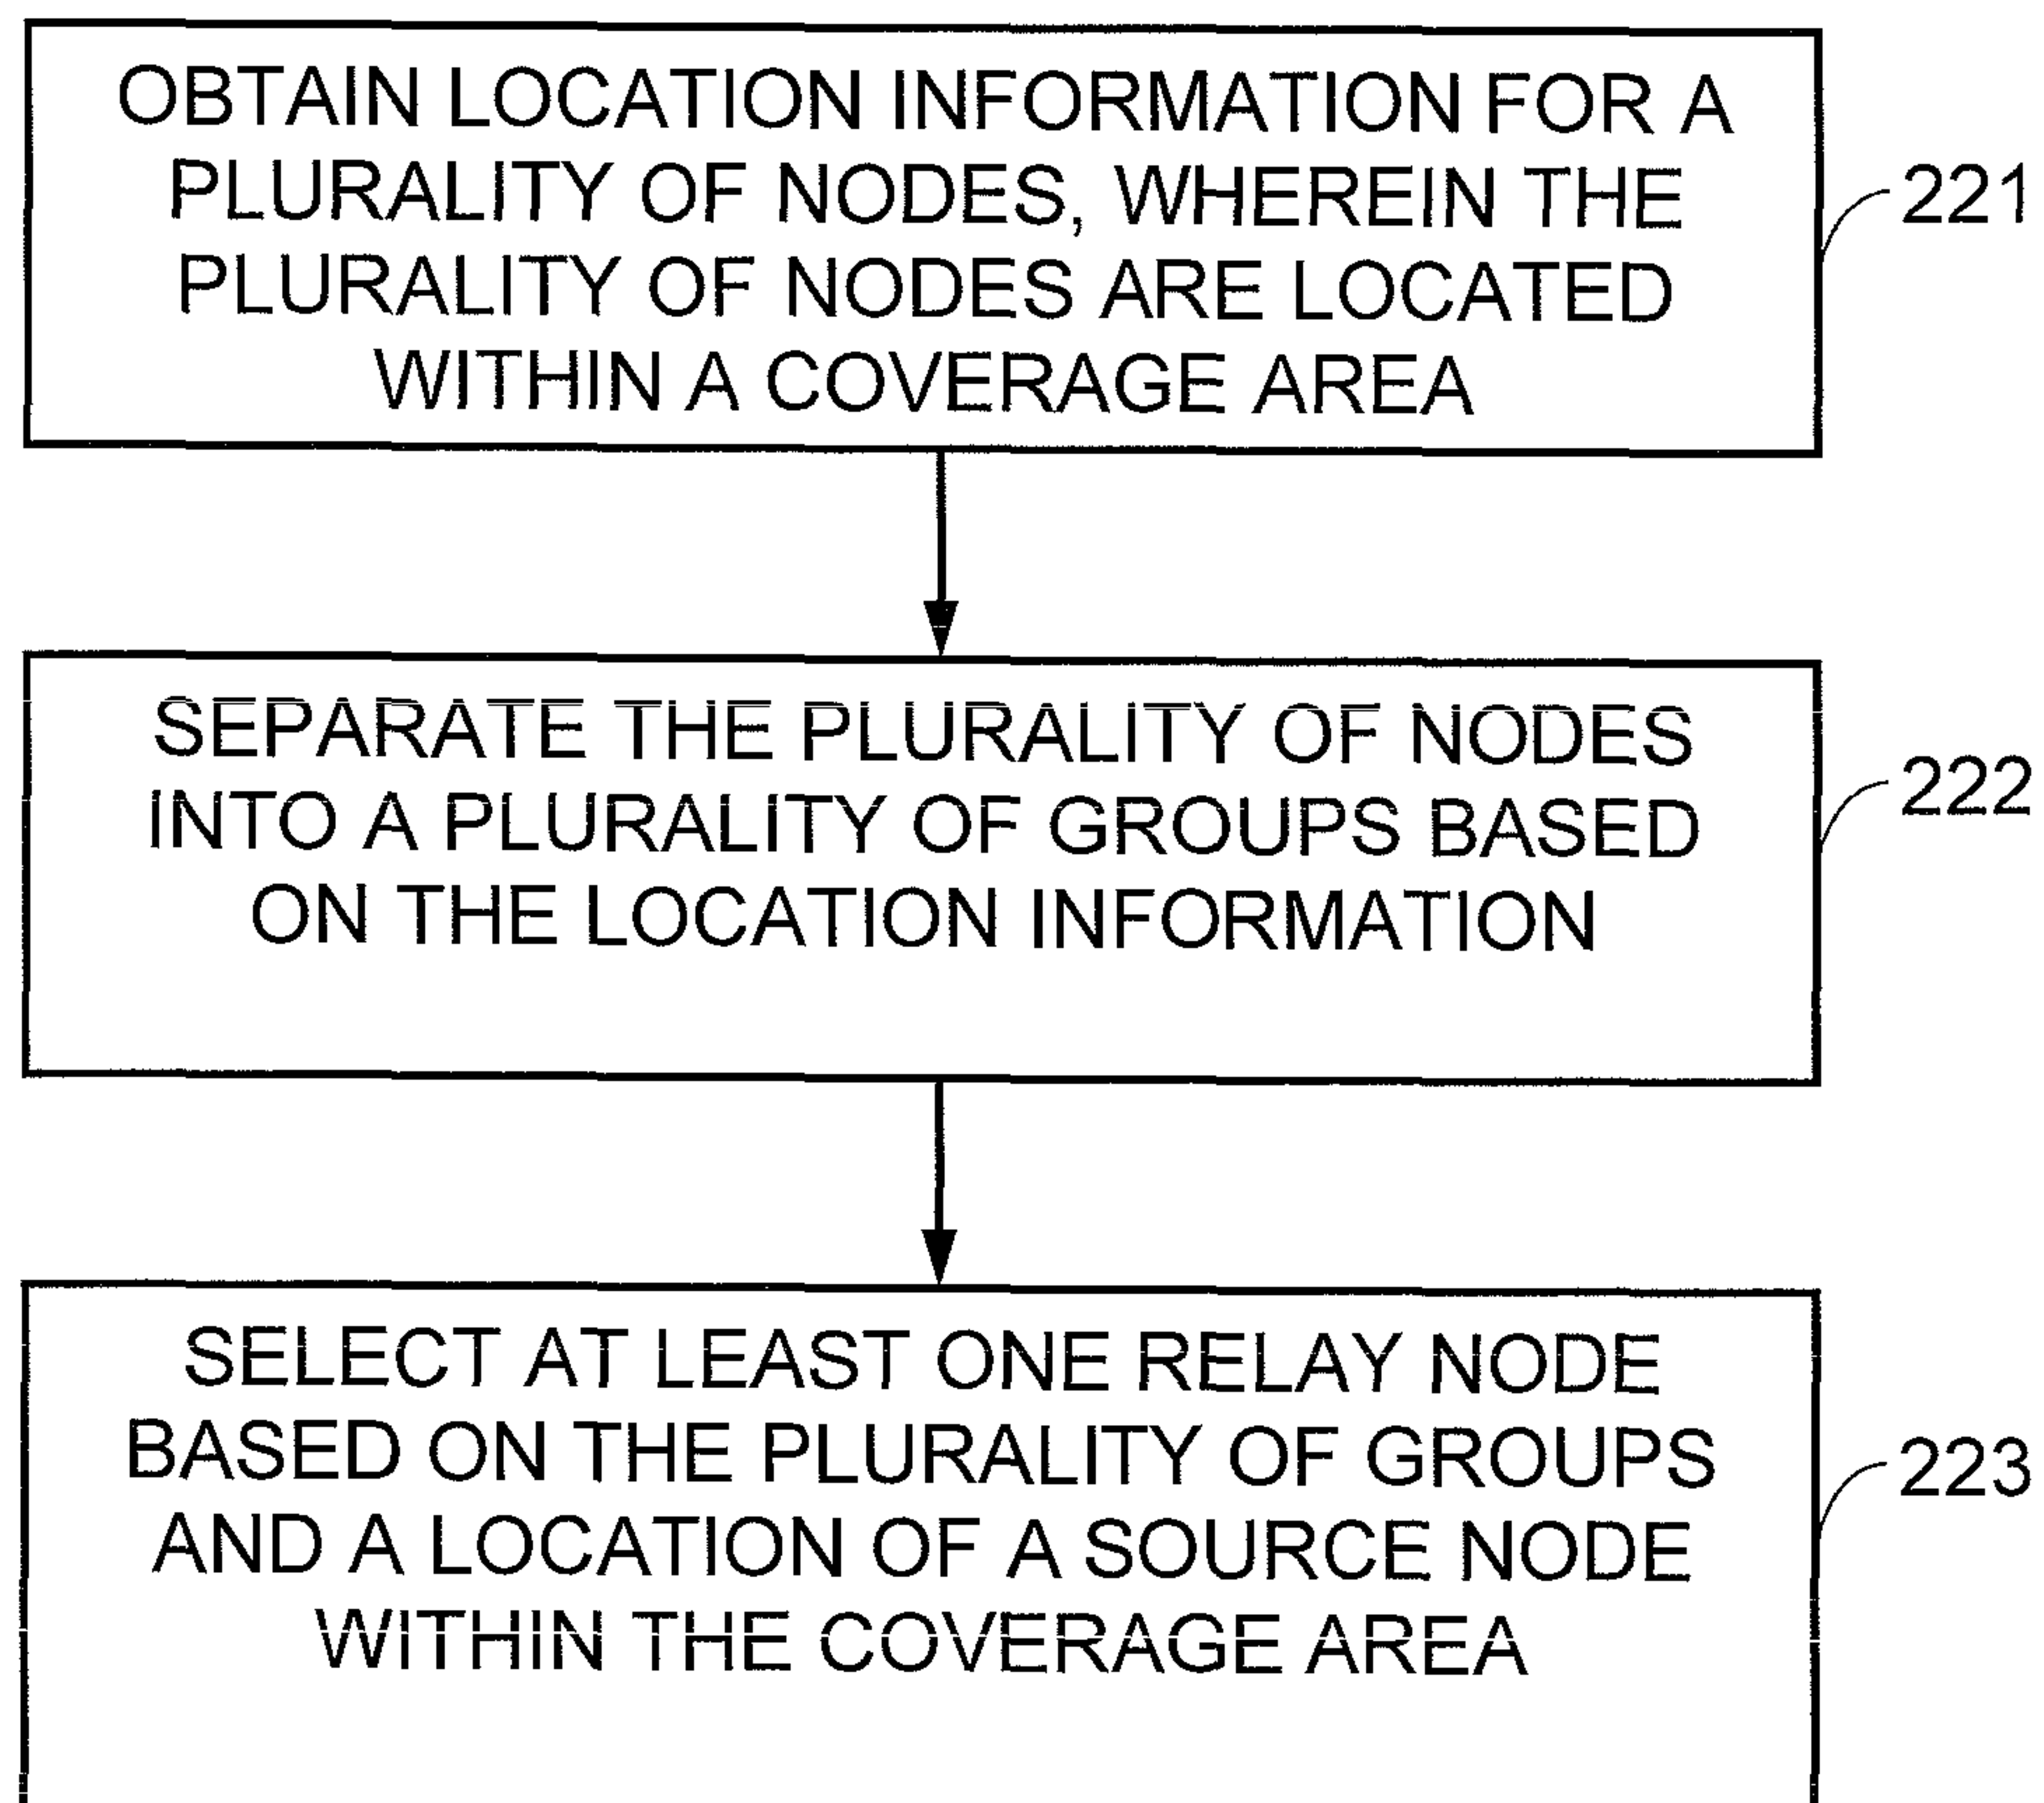 OBTAIN LOCATION INFORMATION FOR A
PLURALITY OF NODES, WHEREIN THE
PLURALITY OF NODES ARE LOCATED
WITHIN A COVERAGE AREA
221
SEPARATE THE PLURALITY OF NODES
INTO A PLURALITY OF GROUPS BASED
ON THE LOCATION INFORMATION
222
SELECT AT LEAST ONE RELAY NODE
BASED ON THE PLURALITY OF GROUPS
AND A LOCATION OF A SOURCE NODE
WITHIN THE COVERAGE AREA
223